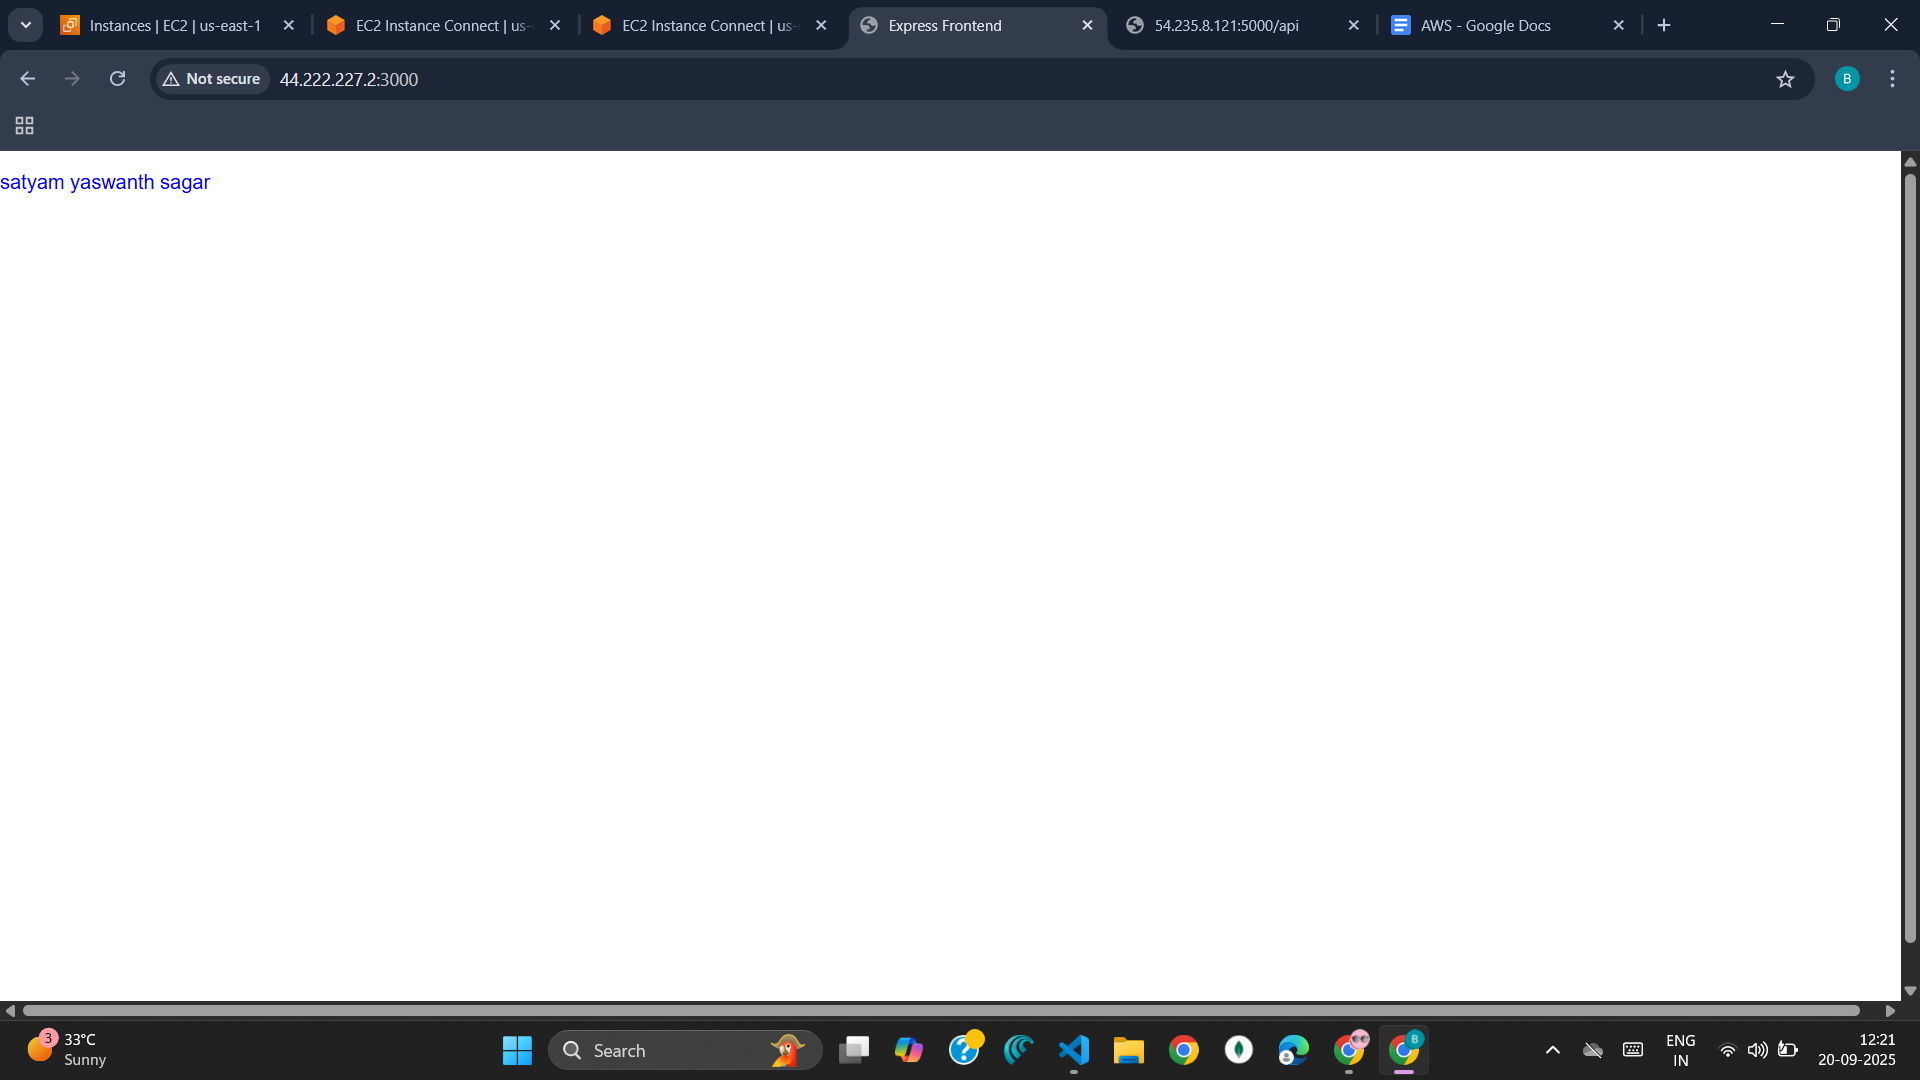 Instances | EC2 | us-east-1
EC2 Instance Connect | us-
EC2 Instance Connect | us-
Express Frontend
54.235.8.121:5000/api
AWS - Google Docs
Not secure
44.222.227.2:3000
B
satyam yaswanth sagar
3
33°C
Sunny
Search
B
ENG
IN
12:21
20-09-2025